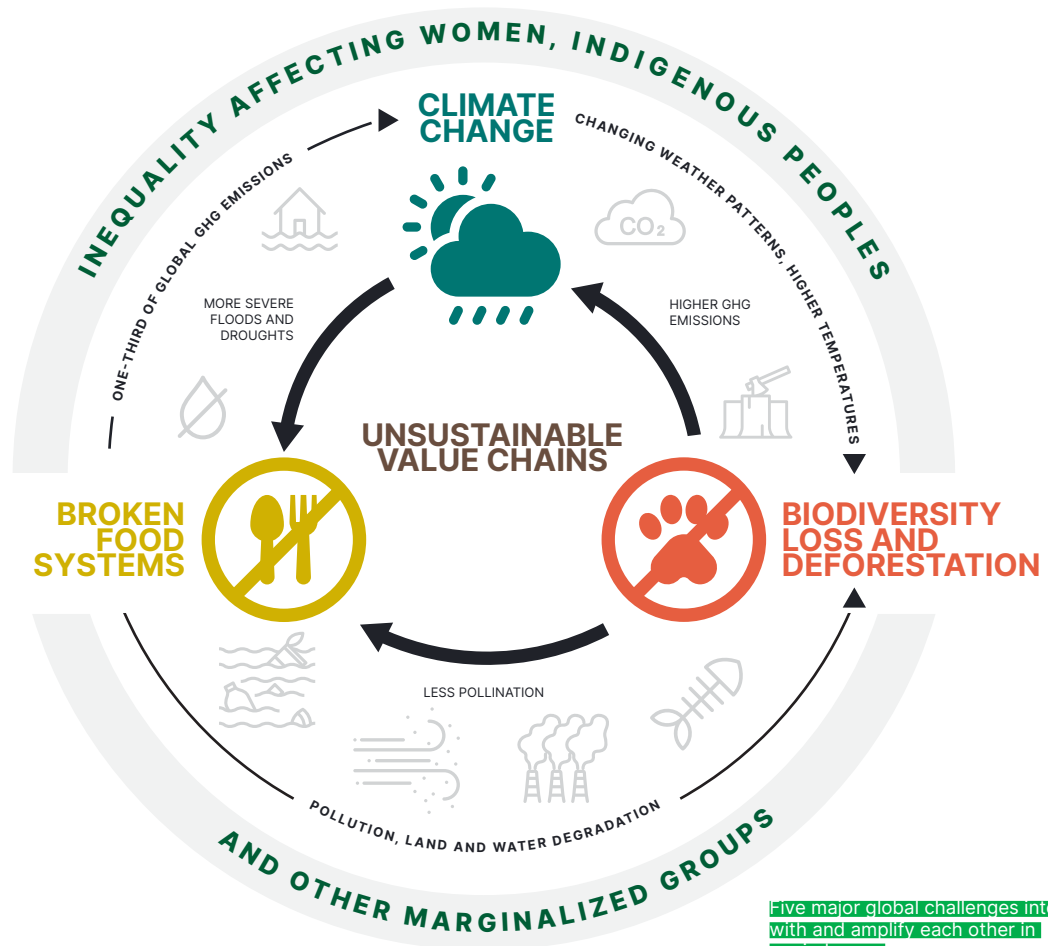 INEQUALITY AFFECTING WOMEN, INDIGENOUS PEOPLES
CLIMATE
CHANGE
ONE-THIRD OF GLOBAL GHG EMISSIONS
CHANGING WEATHER PATTERNS, HIGHER TEMPERATURES
CO2
MORE SEVERE
FLOODS AND
DROUGHTS
HIGHER GHG
EMISSIONS
UNSUSTAINABLE
VALUE CHAINS
BROKEN
FOOD
SYSTEMS
BIODIVERSITY
LOSS AND
DEFORESTATION
LESS POLLINATION
POLLUTION, LAND AND WATER DEGRADATION
AND OTHER MARGINALIZED GROUPS
Five major global challenges
with and amplify each other in